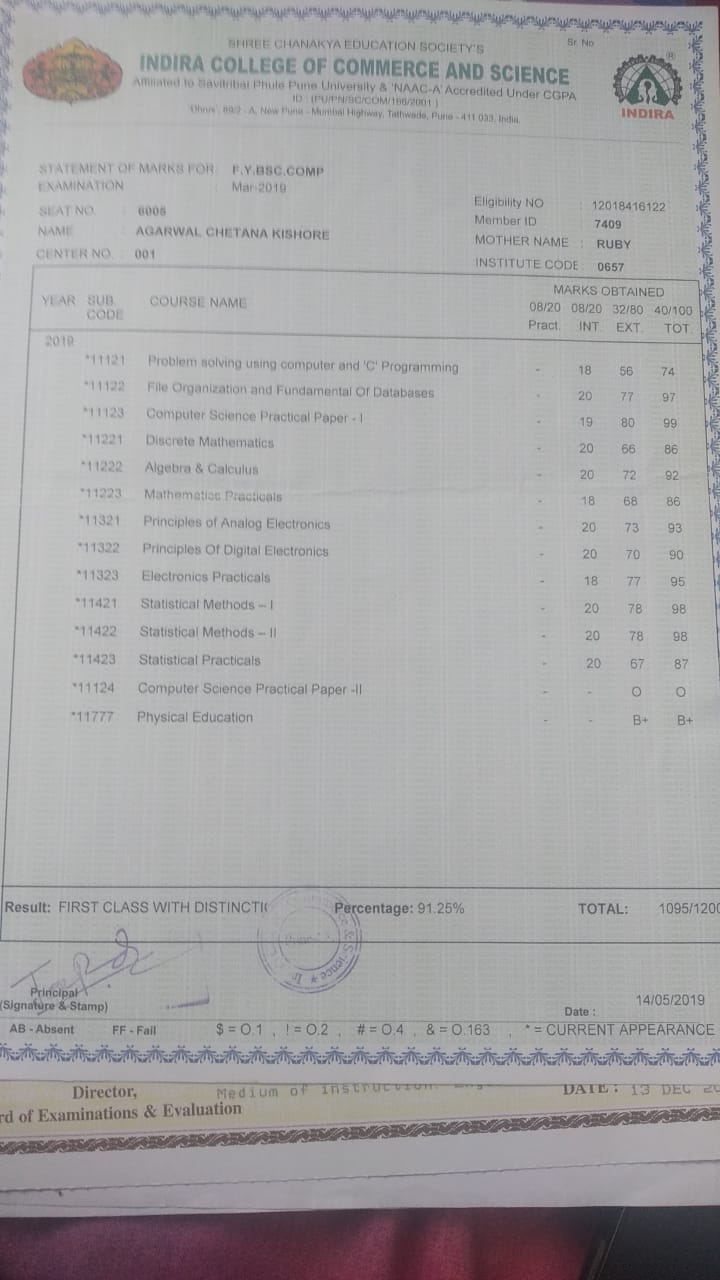 SHREE CHANAKYA EDUCATION SOCIETY'S
Sr. No
INDIRA COLLEGE OF COMMERCE AND SCIENCE
Affiliated to Savitribai Phule Pune University & 'NAAC-A' Accredited Under CGPA
ID : (PU/PN/SC/COM/166/2001 )
89/2 - A, New Pune - Mumbai Highway, Tathwade, Pune - 411 033, India.
®
INDIRA
STATEMENT OF MARKS FOR : F.Y.BSC.COMP
EXAMINATION : Mar-2019
SEAT NO. : 6005
NAME : AGARWAL CHETANA KISHORE
CENTER NO. : 001
Eligibility NO : 12018416122
Member ID 7409
MOTHER NAME : RUBY
INSTITUTE CODE : 0657
YEAR SUB. CODE COURSE NAME MARKS OBTAINED
08/20 08/20 32/80 40/100
Pract. INT. EXT. TOT.
2019
*11121 Problem solving using computer and 'C' Programming - 18 56 74
*11122 File Organization and Fundamental Of Databases - 20 77 97
*11123 Computer Science Practical Paper - I - 19 80 99
*11221 Discrete Mathematics - 20 66 86
*11222 Algebra & Calculus - 20 72 92
*11223 Mathematics Practicals - 18 68 86
*11321 Principles of Analog Electronics - 20 73 93
*11322 Principles Of Digital Electronics - 20 70 90
*11323 Electronics Practicals - 18 77 95
*11421 Statistical Methods – I - 20 78 98
*11422 Statistical Methods – II - 20 78 98
*11423 Statistical Practicals - 20 67 87
*11124 Computer Science Practical Paper -II - - O O
*11777 Physical Education - - B+ B+
Result: FIRST CLASS WITH DISTINCTI Percentage: 91.25% TOTAL: 1095/120
& Science
Principal
(Signature & Stamp)
Date : 14/05/2019
AB - Absent FF - Fail $ = O.1 , ! = O.2 , # = O.4 , & = O.163 , * = CURRENT APPEARANCE
Director, Medium of instruction. DATE : 13 DEC
rd of Examinations & Evaluation